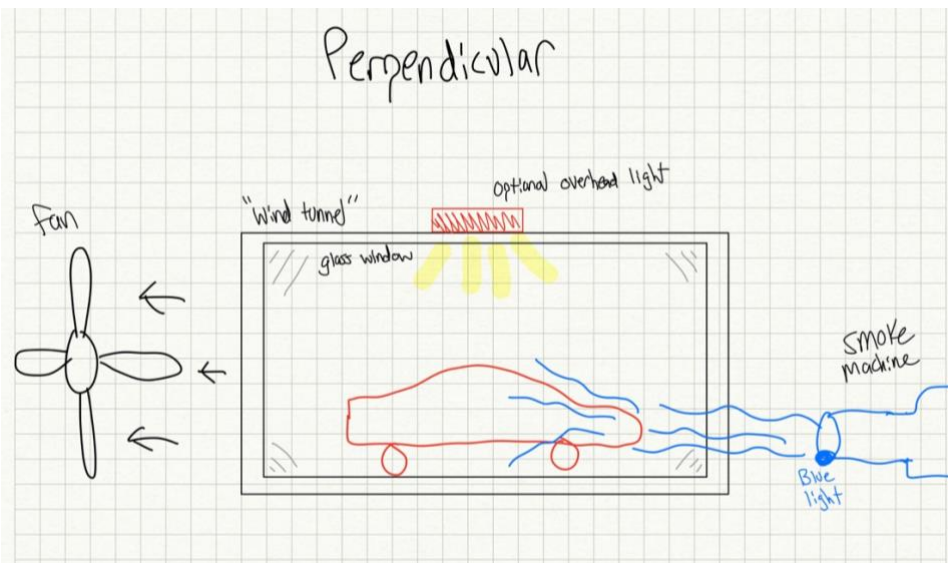 Perpendicular
optional overhead light
fan
"wind tunnel"
glass window
smoke
machine
Blue
light